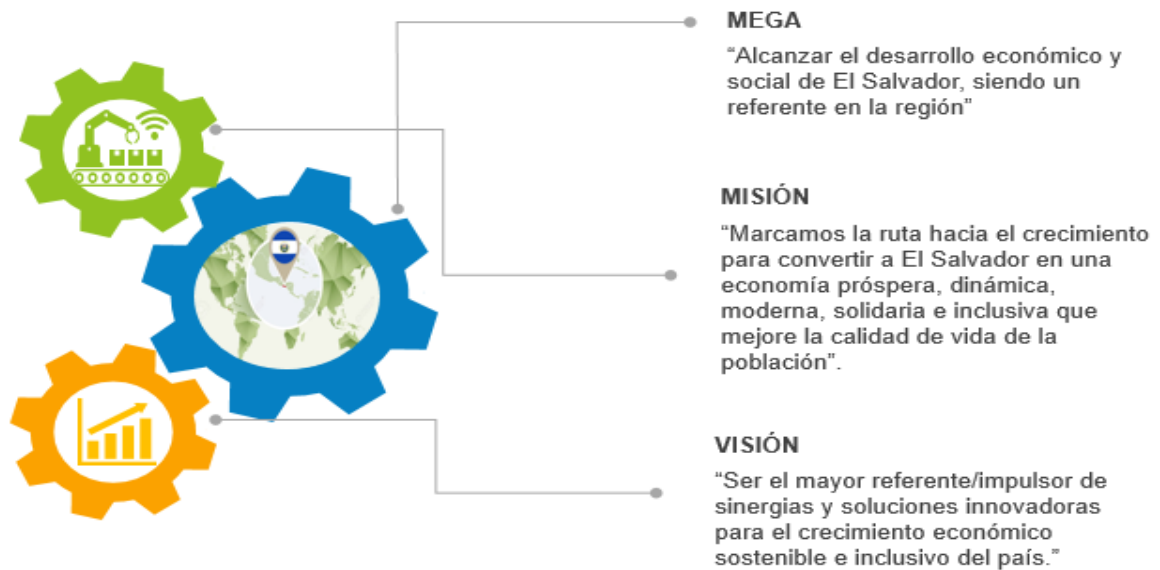 MEGA
“Alcanzar el desarrollo económico y
social de El Salvador, siendo un
referente en la región”
MISIÓN
“Marcamos la ruta hacia el crecimiento
para convertir a El Salvador en una
economía próspera, dinámica,
moderna, solidaria e inclusiva que
mejore la calidad de vida de la
población”.
VISIÓN
“Ser el mayor referente/impulsor de
sinergias y soluciones innovadoras
para el crecimiento económico
sostenible e inclusivo del país.”